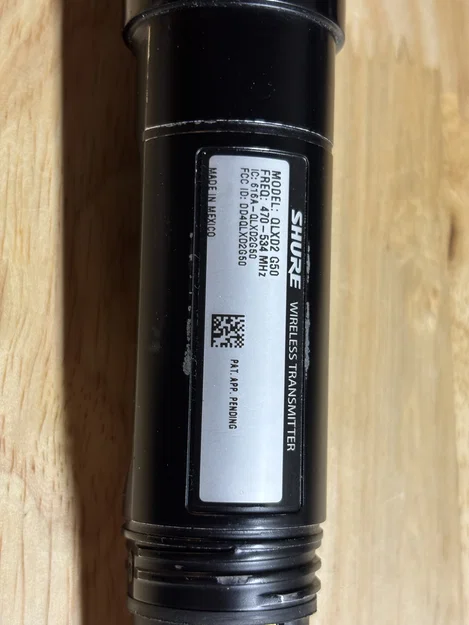 SHURE WIRELESS TRANSMITTER
MODEL: QLXD2 G50
FREQ: 470-534 MHz
IC: 616A-QLXD2G50
FCC ID: DD4QLXD2G50
MADE IN MEXICO
PAT. APP. PENDING